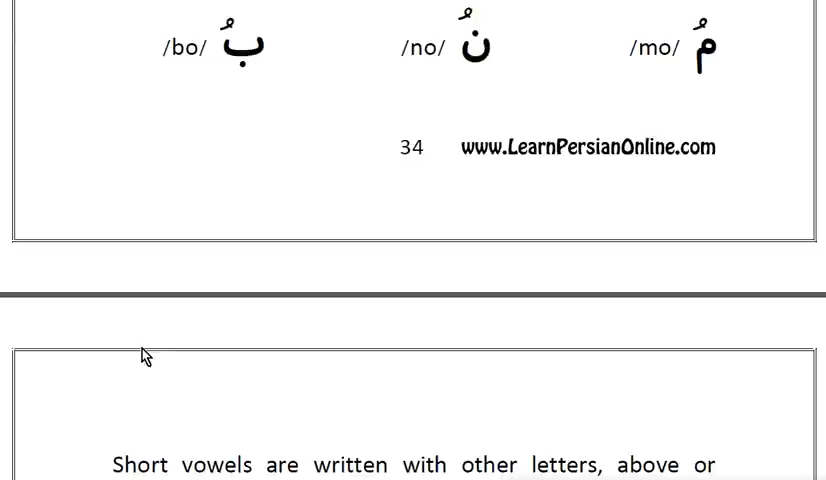 /bo/ بُ /no/ نُ /mo/ مُ
34 www.LearnPersianOnline.com
Short vowels are written with other letters, above or